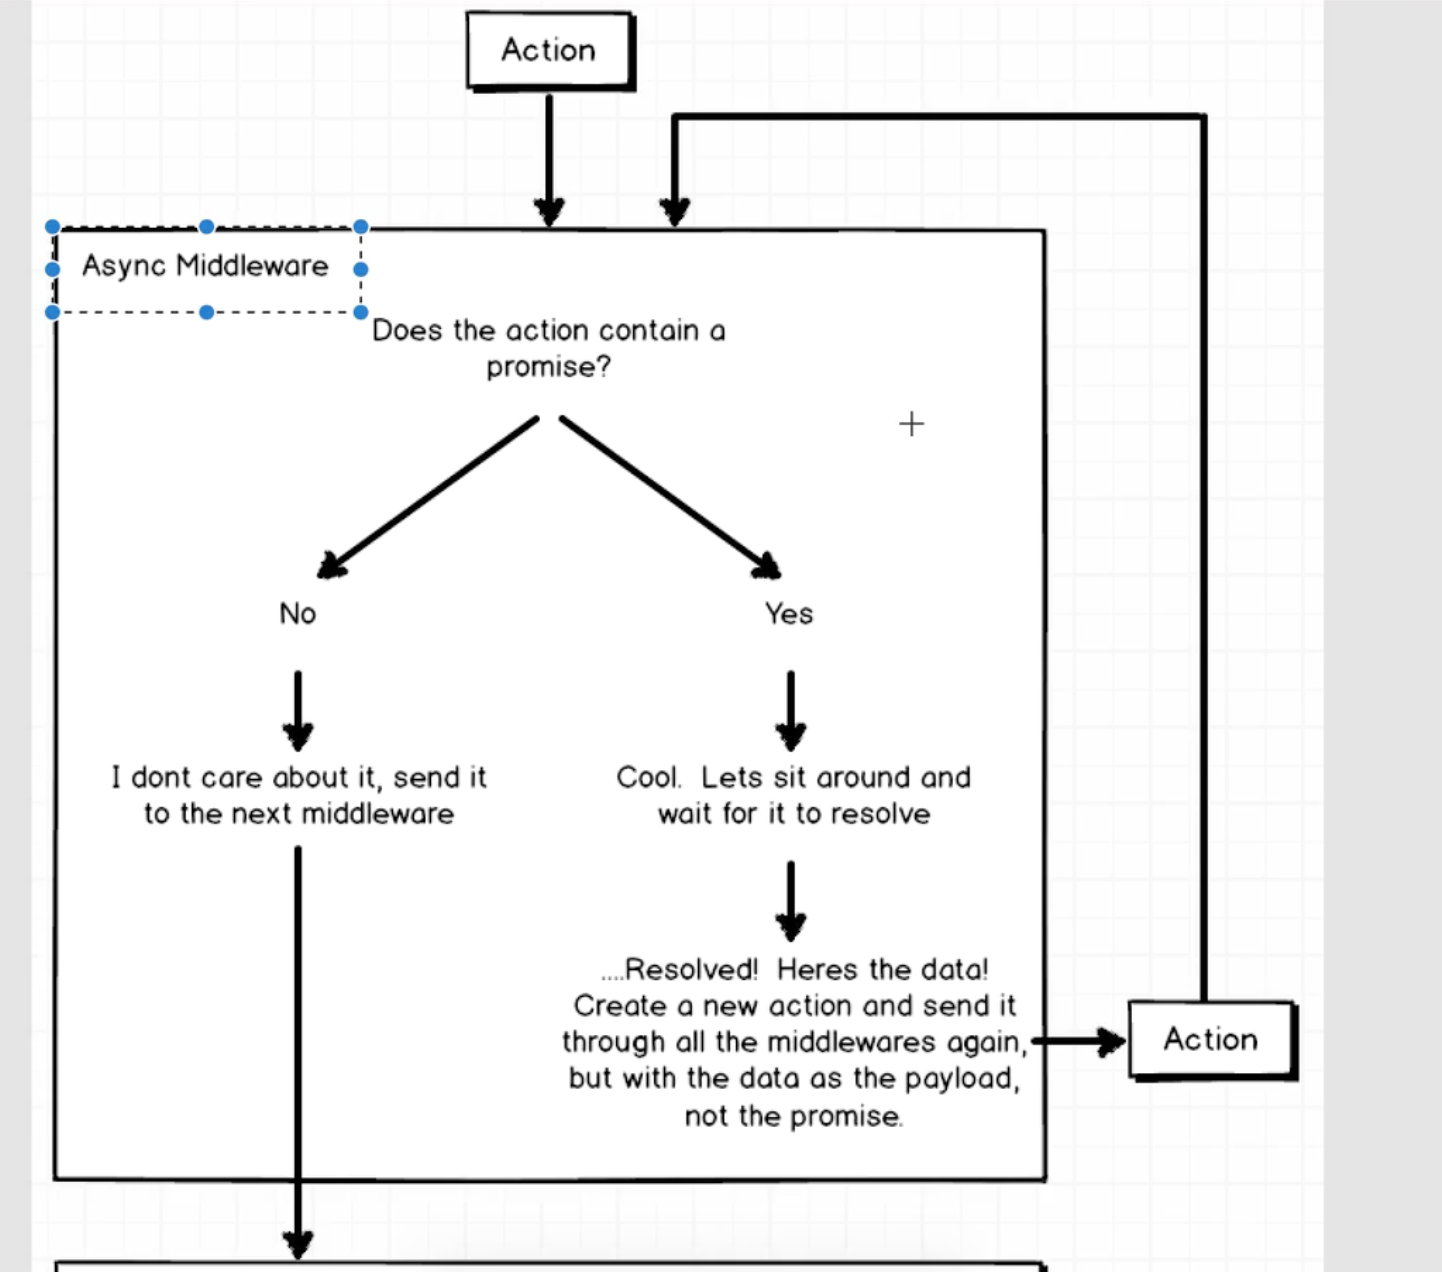 Action
Async Middleware
Does the action contain a
promise?
No
Yes
I dont care about it, send it
to the next middleware
Cool.  Lets sit around and
wait for it to resolve
....Resolved!  Heres the data!
Create a new action and send it
through all the middlewares again,
but with the data as the payload,
not the promise.
Action